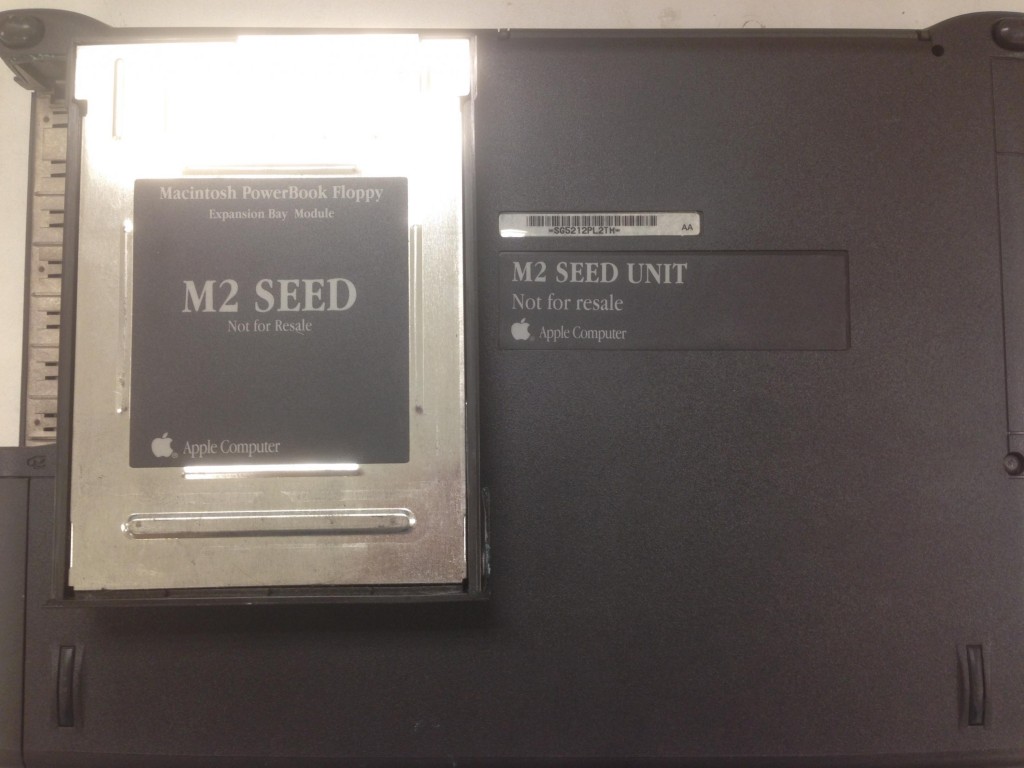 Macintosh PowerBook Floppy
Expansion Bay Module
M2 SEED
Not for Resale
Apple Computer
=SG5212PL2TH=
AA
M2 SEED UNIT
Not for resale
Apple Computer